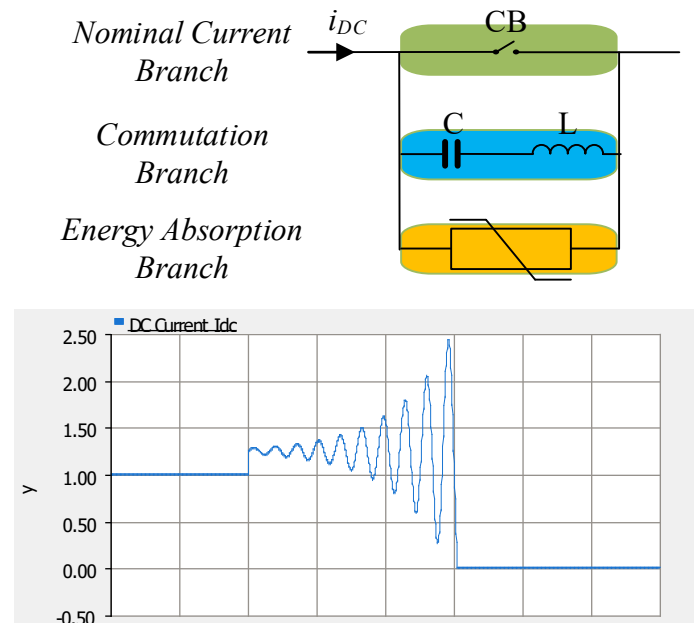 Nominal Current
Branch
i_DC
CB
Commutation
Branch
C
L
Energy Absorption
Branch
DC Current Idc
2.50
2.00
1.50
1.00
0.50
0.00
-0.50
y